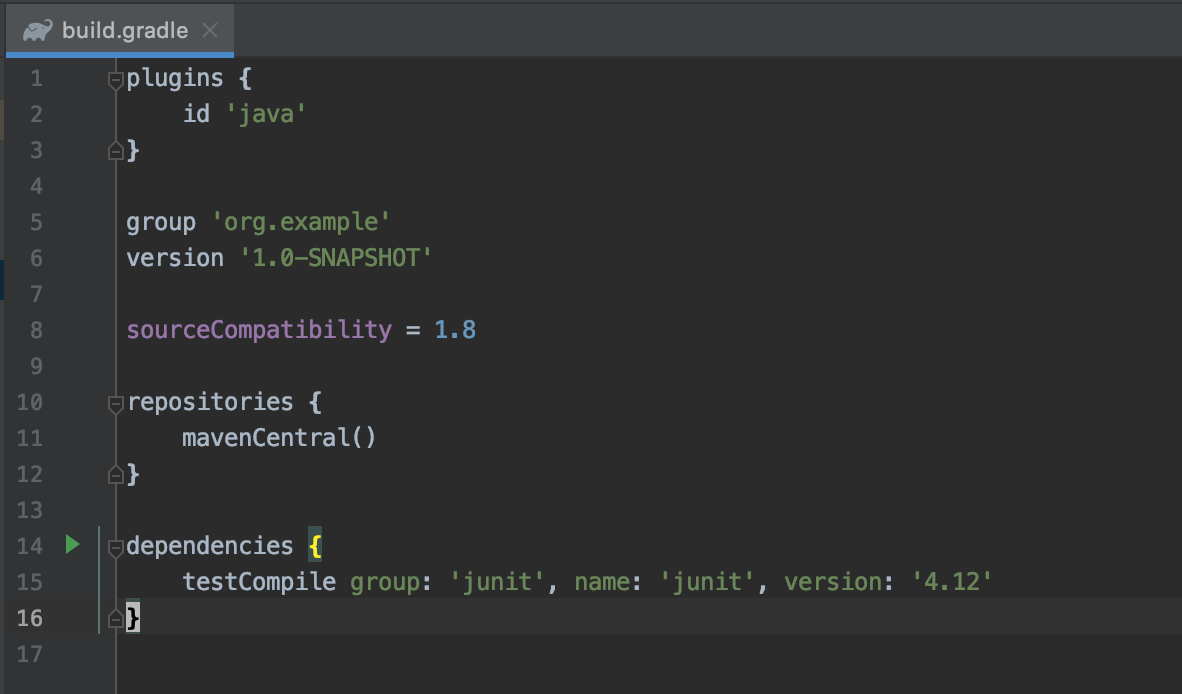 build.gradle
1 plugins {
2     id 'java'
3 }
4
5 group 'org.example'
6 version '1.0-SNAPSHOT'
7
8 sourceCompatibility = 1.8
9
10 repositories {
11     mavenCentral()
12 }
13
14 dependencies {
15     testCompile group: 'junit', name: 'junit', version: '4.12'
16 }
17